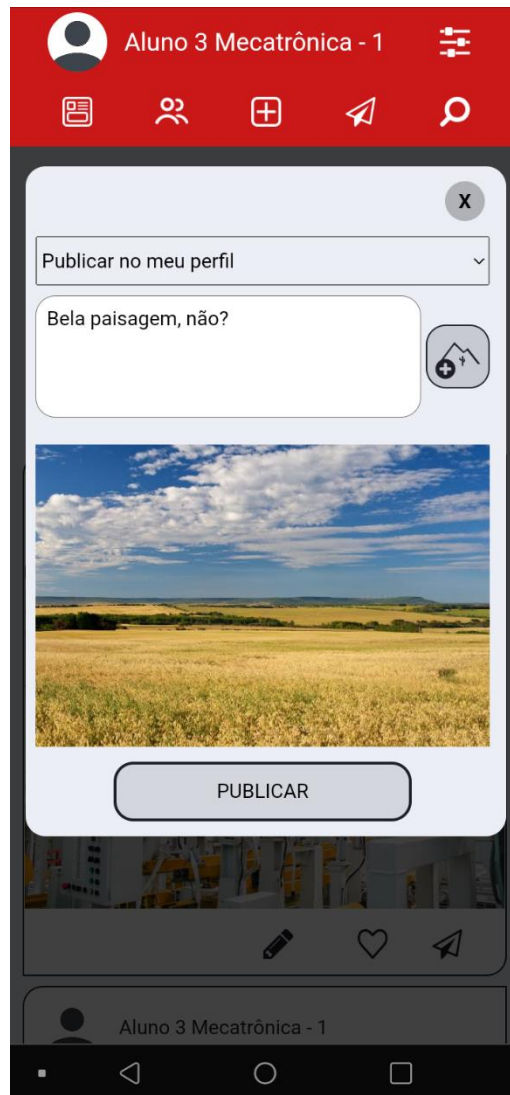 Aluno 3 Mecatrônica - 1
X
Publicar no meu perfil
Bela paisagem, não?
PUBLICAR
Aluno 3 Mecatrônica - 1